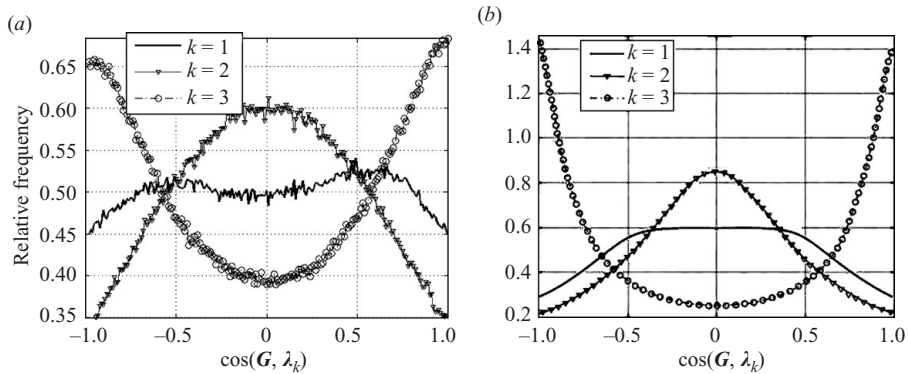 (a)
k = 1
k = 2
k = 3
Relative frequency
0.65
0.60
0.55
0.50
0.45
0.40
0.35
–1.0
–0.5
0
0.5
1.0
cos(G, λk)
(b)
k = 1
k = 2
k = 3
1.4
1.2
1.0
0.8
0.6
0.4
0.2
–1.0
–0.5
0
0.5
1.0
cos(G, λk)